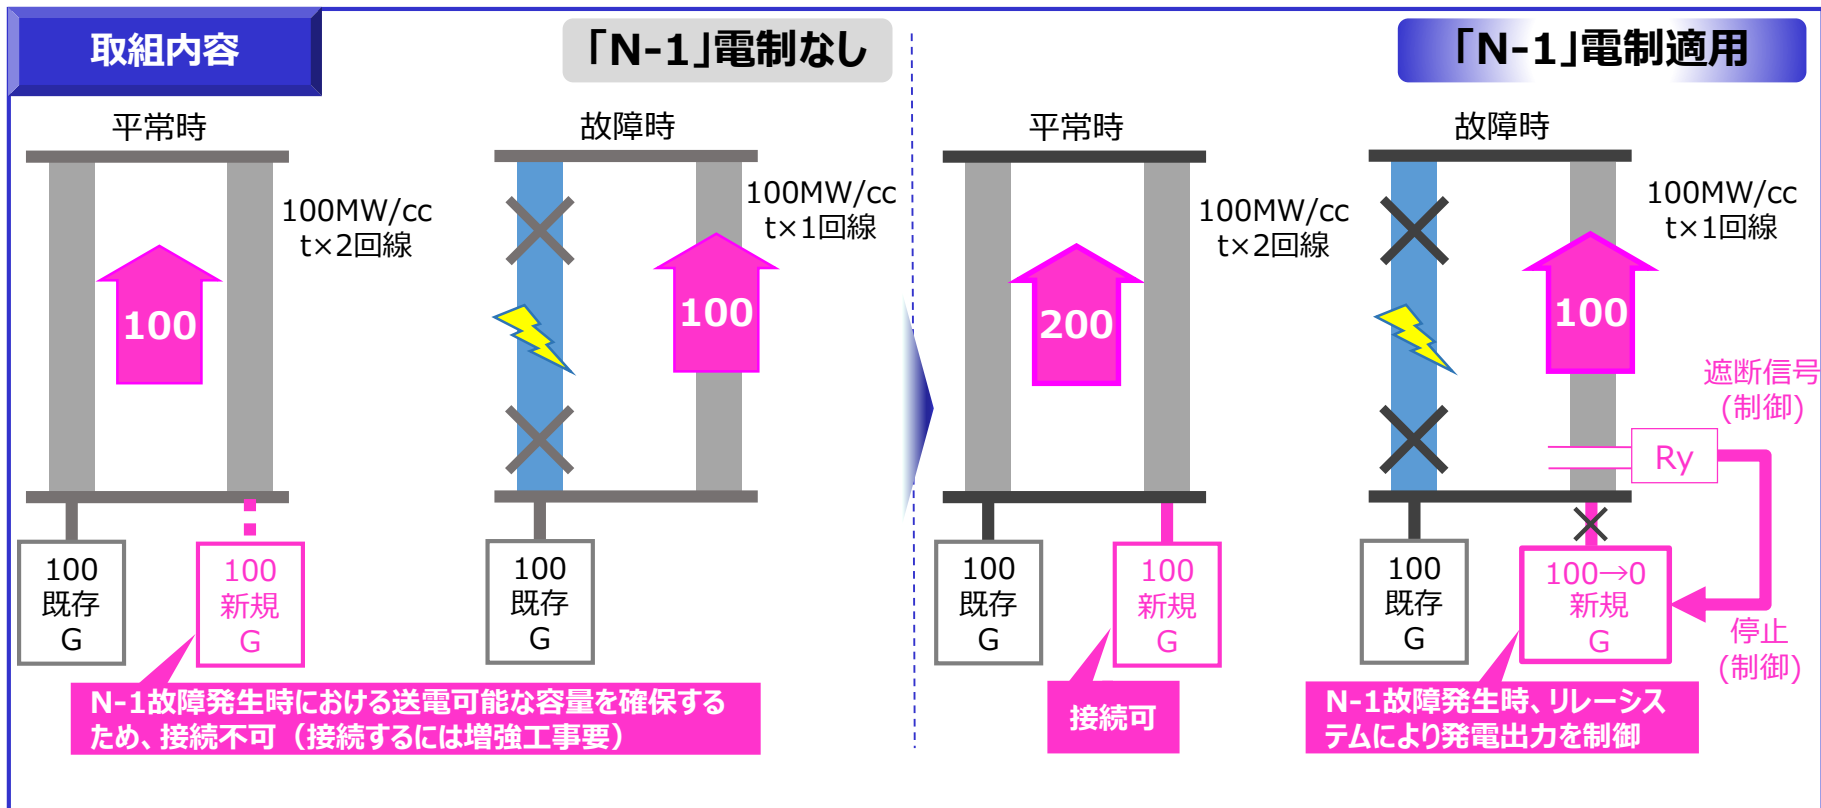 取組内容
「N-1」電制なし
「N-1」電制適用
平常時
100MW/cc
t×2回線
100
100
既存
G
100
新規
G
故障時
100MW/cc
t×1回線
100
100
既存
G
N-1故障発生時における送電可能な容量を確保する
ため、接続不可（接続するには増強工事要）
平常時
100MW/cc
t×2回線
200
100
既存
G
100
新規
G
接続可
故障時
100MW/cc
t×1回線
100
遮断信号
(制御)
Ry
100
既存
G
100→0
新規
G
停止
(制御)
N-1故障発生時、リレーシス
テムにより発電出力を制御